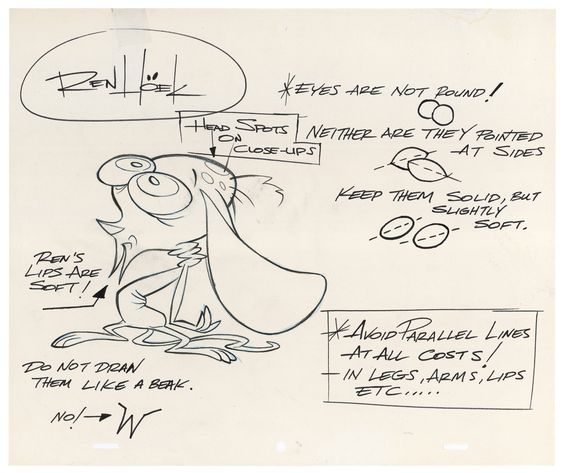 REN HÖEK
HEAD SPOTS
ON
CLOSE-UPS
*EYES ARE NOT ROUND!
NEITHER ARE THEY POINTED
AT SIDES
KEEP THEM SOLID, BUT
SLIGHTLY
SOFT.
REN'S
LIPS ARE
SOFT!
DO NOT DRAW
THEM LIKE A BEAK.
NO!
*AVOID PARALLEL LINES
AT ALL COSTS!
- IN LEGS, ARMS, LIPS
ETC.....